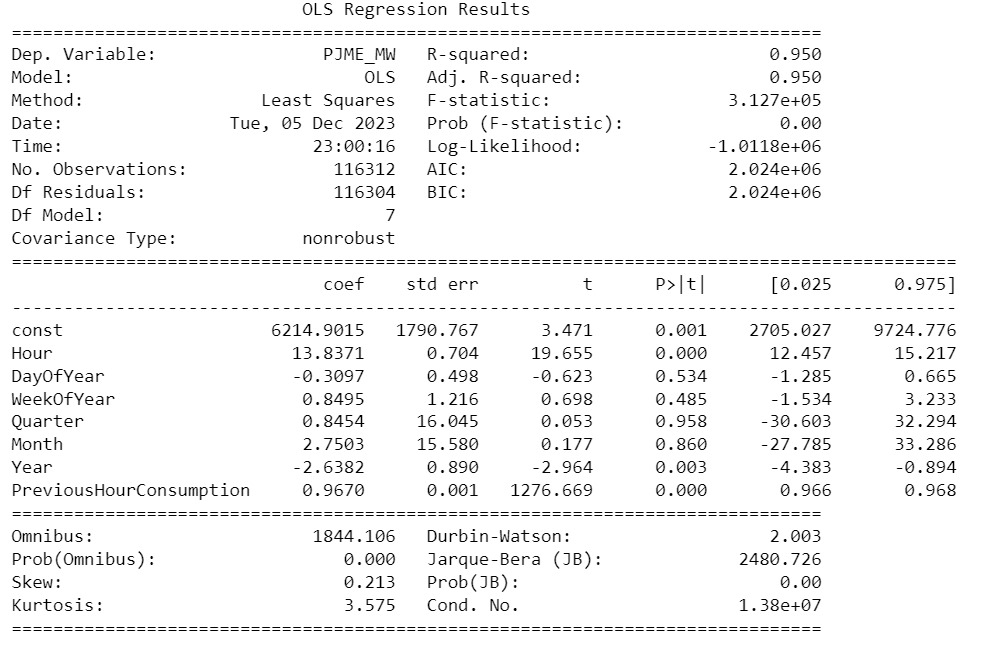 OLS Regression Results
==============================================================================
Dep. Variable:                PJME_MW   R-squared:                       0.950
Model:                            OLS   Adj. R-squared:                  0.950
Method:                 Least Squares   F-statistic:                 3.127e+05
Date:                Tue, 05 Dec 2023   Prob (F-statistic):               0.00
Time:                        23:00:16   Log-Likelihood:            -1.0118e+06
No. Observations:              116312   AIC:                         2.024e+06
Df Residuals:                  116304   BIC:                         2.024e+06
Df Model:                           7
Covariance Type:            nonrobust
===========================================================================================
                              coef    std err          t      P>|t|      [0.025      0.975]
-------------------------------------------------------------------------------------------
const                    6214.9015   1790.767      3.471      0.001    2705.027    9724.776
Hour                       13.8371      0.704     19.655      0.000      12.457      15.217
DayOfYear                  -0.3097      0.498     -0.623      0.534      -1.285       0.665
WeekOfYear                  0.8495      1.216      0.698      0.485      -1.534       3.233
Quarter                     0.8454     16.045      0.053      0.958     -30.603      32.294
Month                       2.7503     15.580      0.177      0.860     -27.785      33.286
Year                       -2.6382      0.890     -2.964      0.003      -4.383      -0.894
PreviousHourConsumption     0.9670      0.001   1276.669      0.000       0.966       0.968
==============================================================================
Omnibus:                     1844.106   Durbin-Watson:                   2.003
Prob(Omnibus):                  0.000   Jarque-Bera (JB):             2480.726
Skew:                           0.213   Prob(JB):                         0.00
Kurtosis:                       3.575   Cond. No.                     1.38e+07
==============================================================================